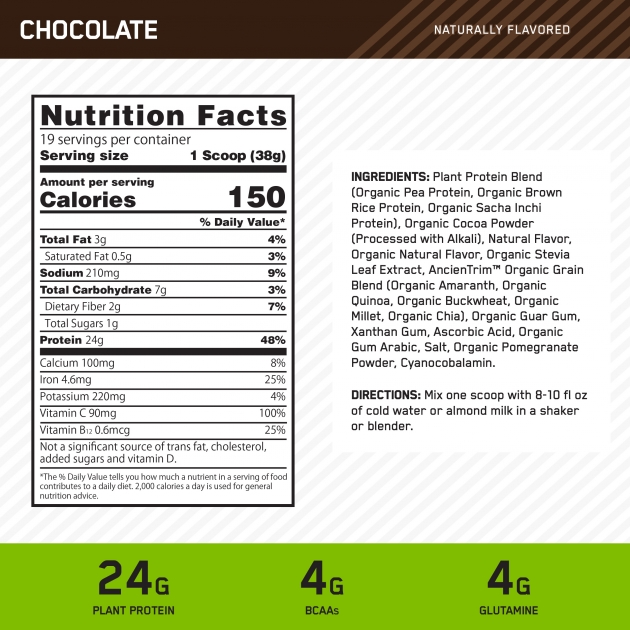 CHOCOLATE
NATURALLY FLAVORED
Nutrition Facts
19 servings per container
Serving size 1 Scoop (38g)
Amount per serving
Calories 150
% Daily Value*
Total Fat 3g 4%
Saturated Fat 0.5g 3%
Sodium 210mg 9%
Total Carbohydrate 7g 3%
Dietary Fiber 2g 7%
Total Sugars 1g
Protein 24g 48%
Calcium 100mg 8%
Iron 4.6mg 25%
Potassium 220mg 4%
Vitamin C 90mg 100%
Vitamin B12 0.6mcg 25%
Not a significant source of trans fat, cholesterol,
added sugars and vitamin D.
*The % Daily Value tells you how much a nutrient in a serving of food
contributes to a daily diet. 2,000 calories a day is used for general
nutrition advice.
INGREDIENTS: Plant Protein Blend
(Organic Pea Protein, Organic Brown
Rice Protein, Organic Sacha Inchi
Protein), Organic Cocoa Powder
(Processed with Alkali), Natural Flavor,
Organic Natural Flavor, Organic Stevia
Leaf Extract, AncienTrim™ Organic Grain
Blend (Organic Amaranth, Organic
Quinoa, Organic Buckwheat, Organic
Millet, Organic Chia), Organic Guar Gum,
Xanthan Gum, Ascorbic Acid, Organic
Gum Arabic, Salt, Organic Pomegranate
Powder, Cyanocobalamin.
DIRECTIONS: Mix one scoop with 8-10 fl oz
of cold water or almond milk in a shaker
or blender.
24G
PLANT PROTEIN
4G
BCAAs
4G
GLUTAMINE